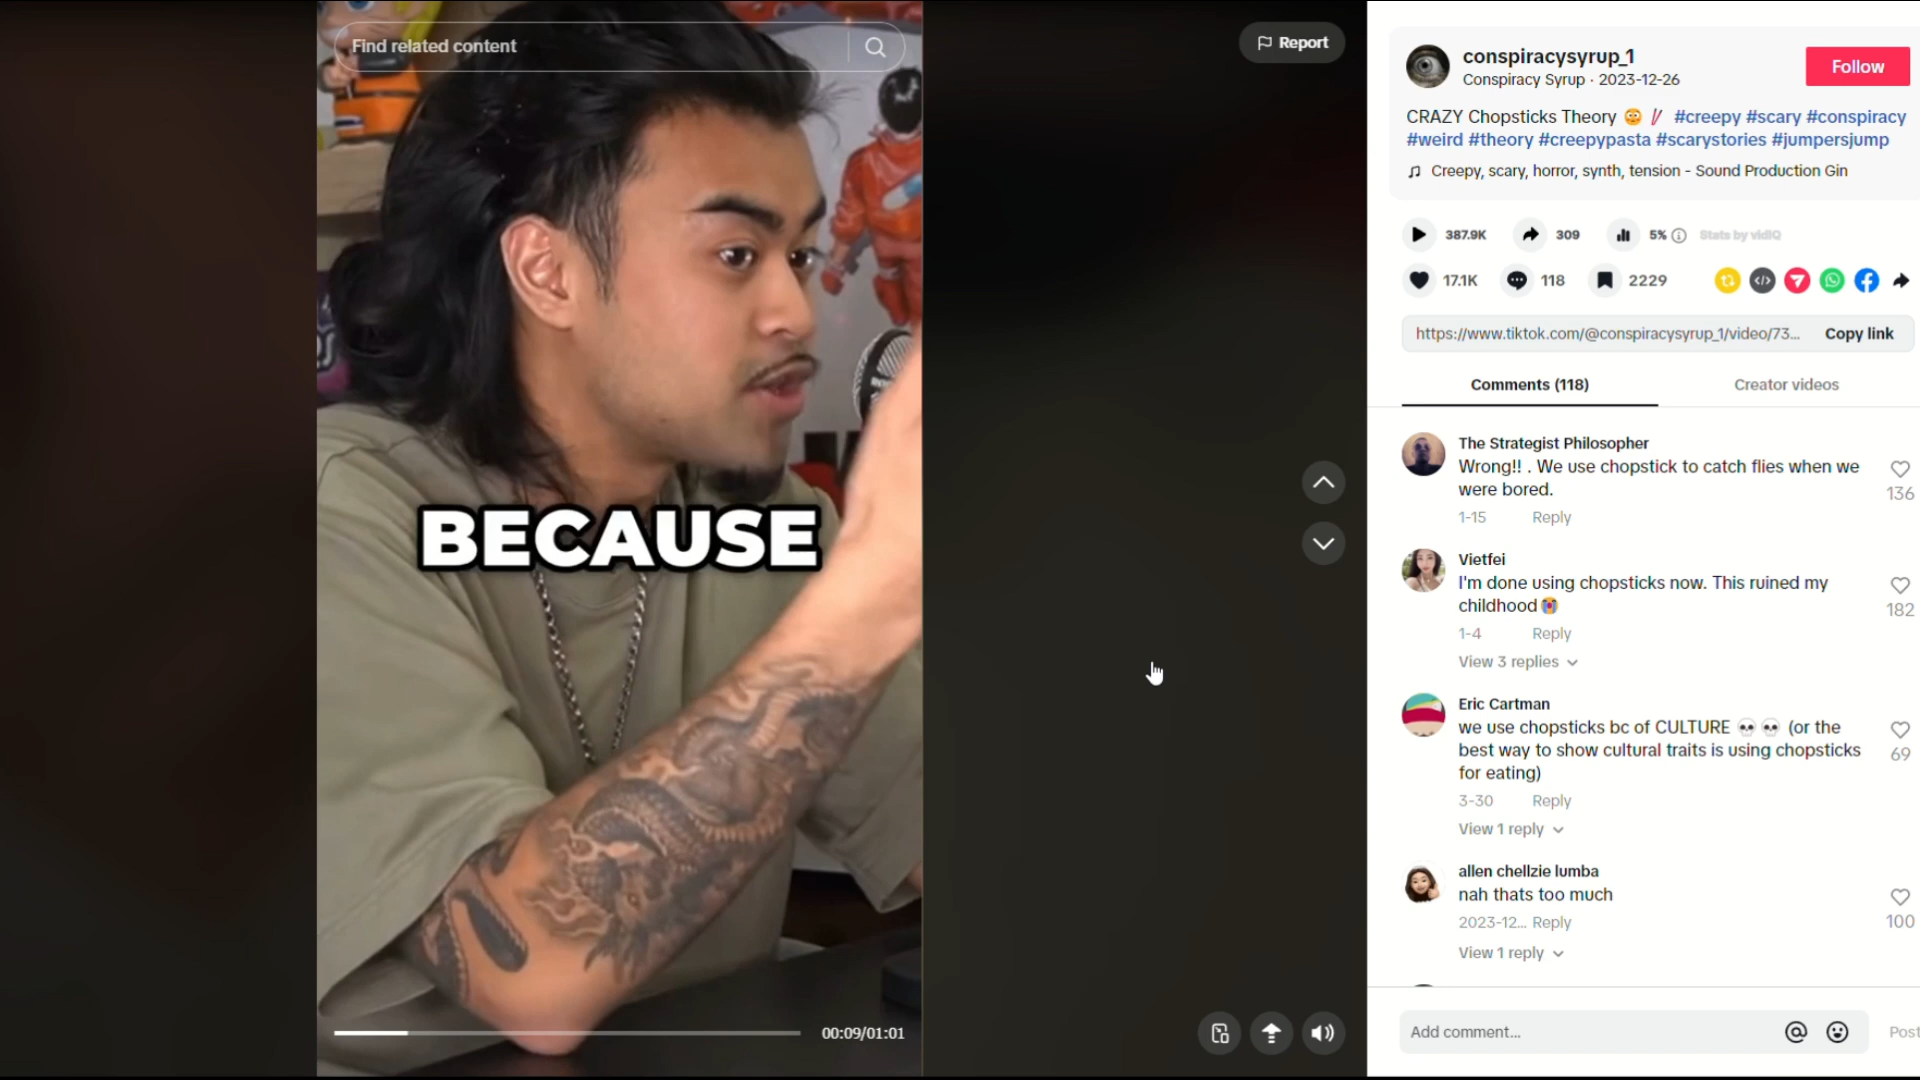 Find related content
Report
BECAUSE
00:09/01:01
conspiracysyrup_1
Conspiracy Syrup · 2023-12-26
Follow
CRAZY Chopsticks Theory 😳 🥢 #creepy #scary #conspiracy
#weird #theory #creepypasta #scarystories #jumpersjump
Creepy, scary, horror, synth, tension - Sound Production Gin
387.9K 309 5% Stats by vidIQ
17.1K 118 2229
https://www.tiktok.com/@conspiracysyrup_1/video/73... Copy link
Comments (118) Creator videos
The Strategist Philosopher
Wrong!! . We use chopstick to catch flies when we
were bored.
136
1-15 Reply
Vietfei
I'm done using chopsticks now. This ruined my
childhood😭
182
1-4 Reply
View 3 replies
Eric Cartman
we use chopsticks bc of CULTURE 💀💀 (or the
best way to show cultural traits is using chopsticks
for eating)
69
3-30 Reply
View 1 reply
allen chellzie lumba
nah thats too much
100
2023-12... Reply
View 1 reply
Add comment... Post